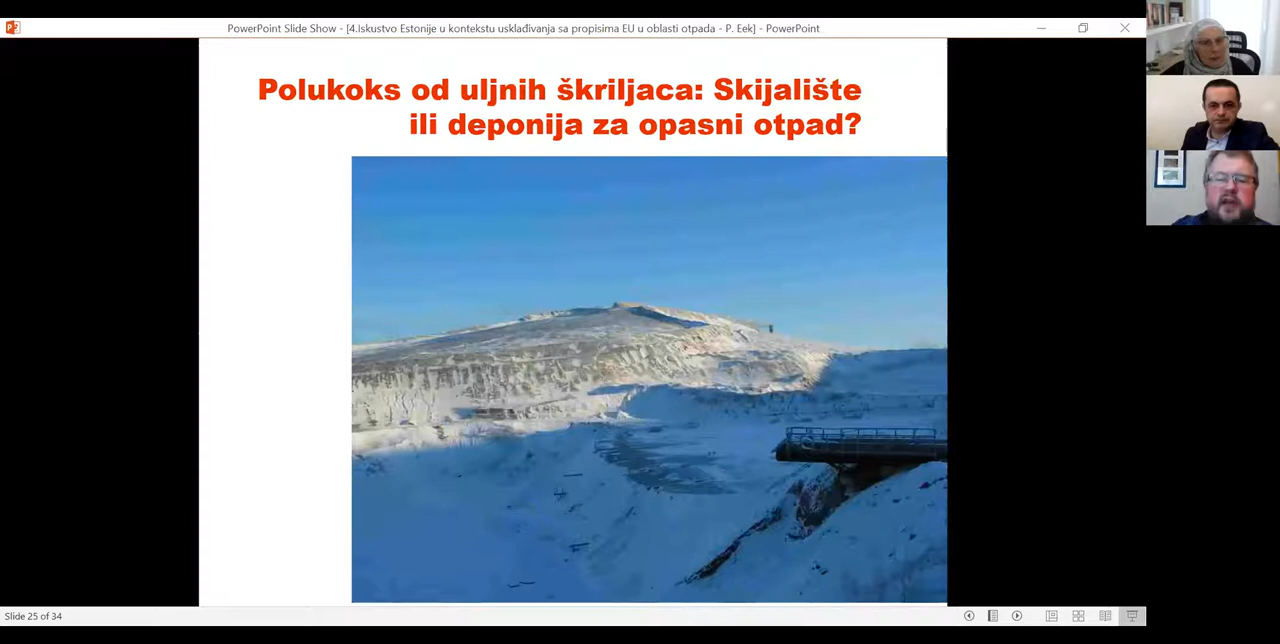 PowerPoint Slide Show - [4.Iskustvo Estonije u kontekstu usklađivanja sa propisima EU u oblasti otpada - P. Eek] - PowerPoint
Polukoks od uljnih škriljaca: Skijalište
ili deponija za opasni otpad?
Slide 25 of 34